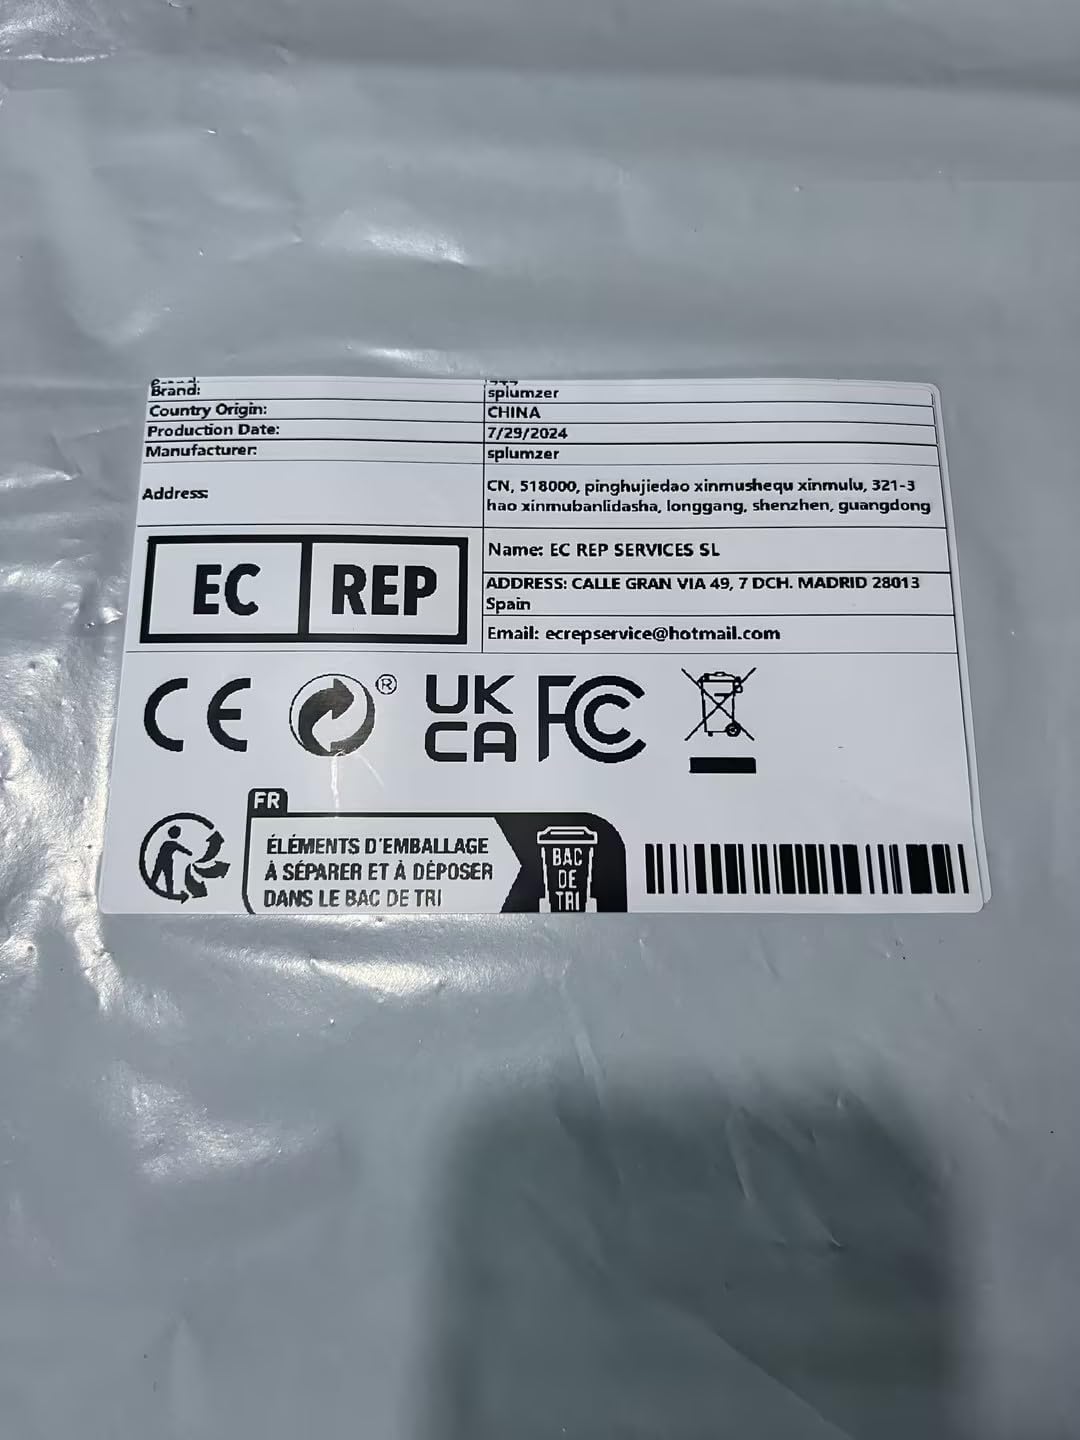 Brand:
splumzer
Country Origin:
CHINA
Production Date:
7/29/2024
Manufacturer:
splumzer
Address:
CN, 518000, pinghujiedao xinmushequ xinmulu, 321-3
hao xinmubanlidasha, longgang, shenzhen, guangdong
EC REP
Name: EC REP SERVICES SL
ADDRESS: CALLE GRAN VIA 49, 7 DCH. MADRID 28013
Spain
Email: ecrepservice@hotmail.com
CE
®
UK
CA
FC
FR
ÉLÉMENTS D'EMBALLAGE
À SÉPARER ET À DÉPOSER
DANS LE BAC DE TRI
BAC
DE
TRI